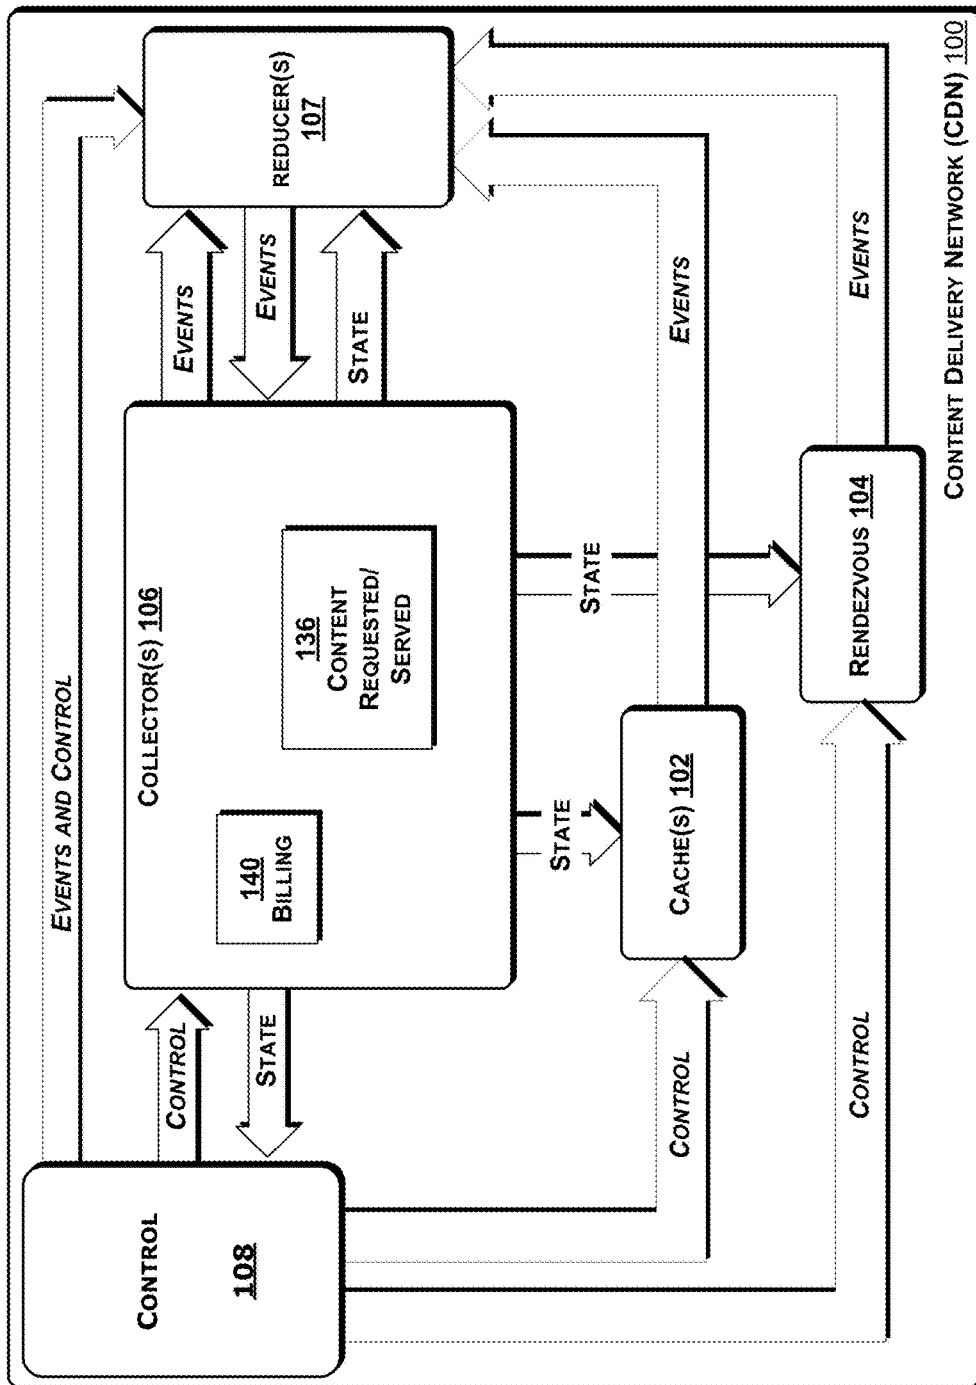 EVENTS AND CONTROL
CONTROL
108
CONTROL
STATE
COLLECTOR(S) 106
140
BILLING
136
CONTENT
REQUESTED/
SERVED
EVENTS
EVENTS
STATE
REDUCER(S)
107
STATE
STATE
CONTROL
CACHE(S) 102
EVENTS
CONTROL
RENDEZVOUS 104
EVENTS
CONTENT DELIVERY NETWORK (CDN) 100